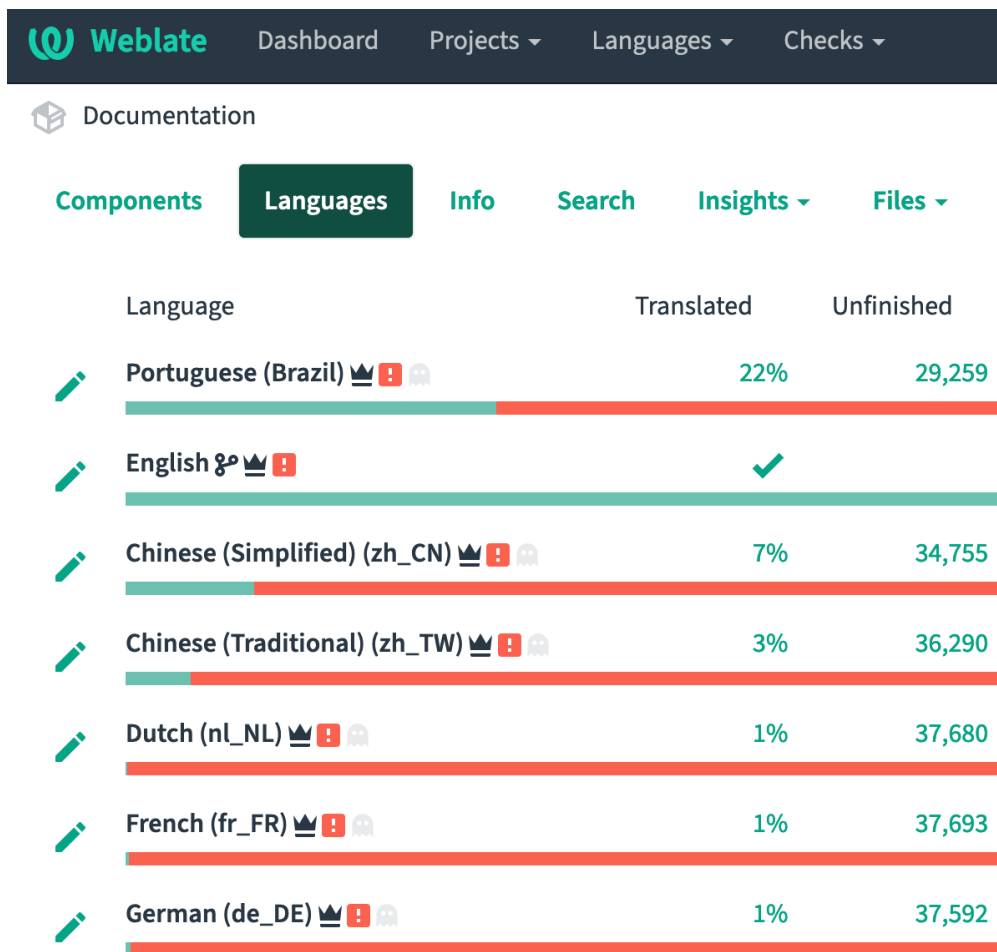 Weblate Dashboard Projects Languages Checks
Documentation
Components Languages Info Search Insights Files
Language Translated Unfinished
Portuguese (Brazil) 22% 29,259
English
Chinese (Simplified) (zh_CN) 7% 34,755
Chinese (Traditional) (zh_TW) 3% 36,290
Dutch (nl_NL) 1% 37,680
French (fr_FR) 1% 37,693
German (de_DE) 1% 37,592